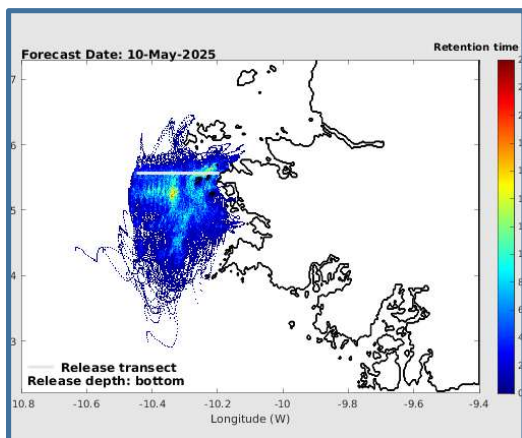 Forecast Date: 10-May-2025
Retention time
7
6
5
4
3
Release transect
Release depth: bottom
10.8 -10.6 -10.4 -10.2 -10 -9.8 -9.6 -9.4
Longitude (W)